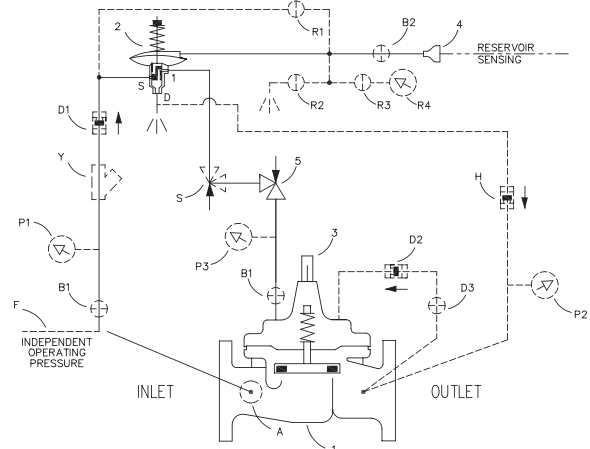 R1
2
B2
4
RESERVOIR
SENSING
S
1
D
R2
R3
R4
D1
Y
S
5
H
P1
P3
3
D2
B1
B1
D3
P2
F
INDEPENDENT
OPERATING
PRESSURE
INLET
OUTLET
A